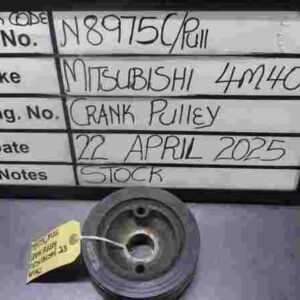 CODE
No. N8975C/Pull
ke MITSUBISHI 4M40
g. No. CRANK PULLEY
ate 22 APRIL 2025
Notes STOCK